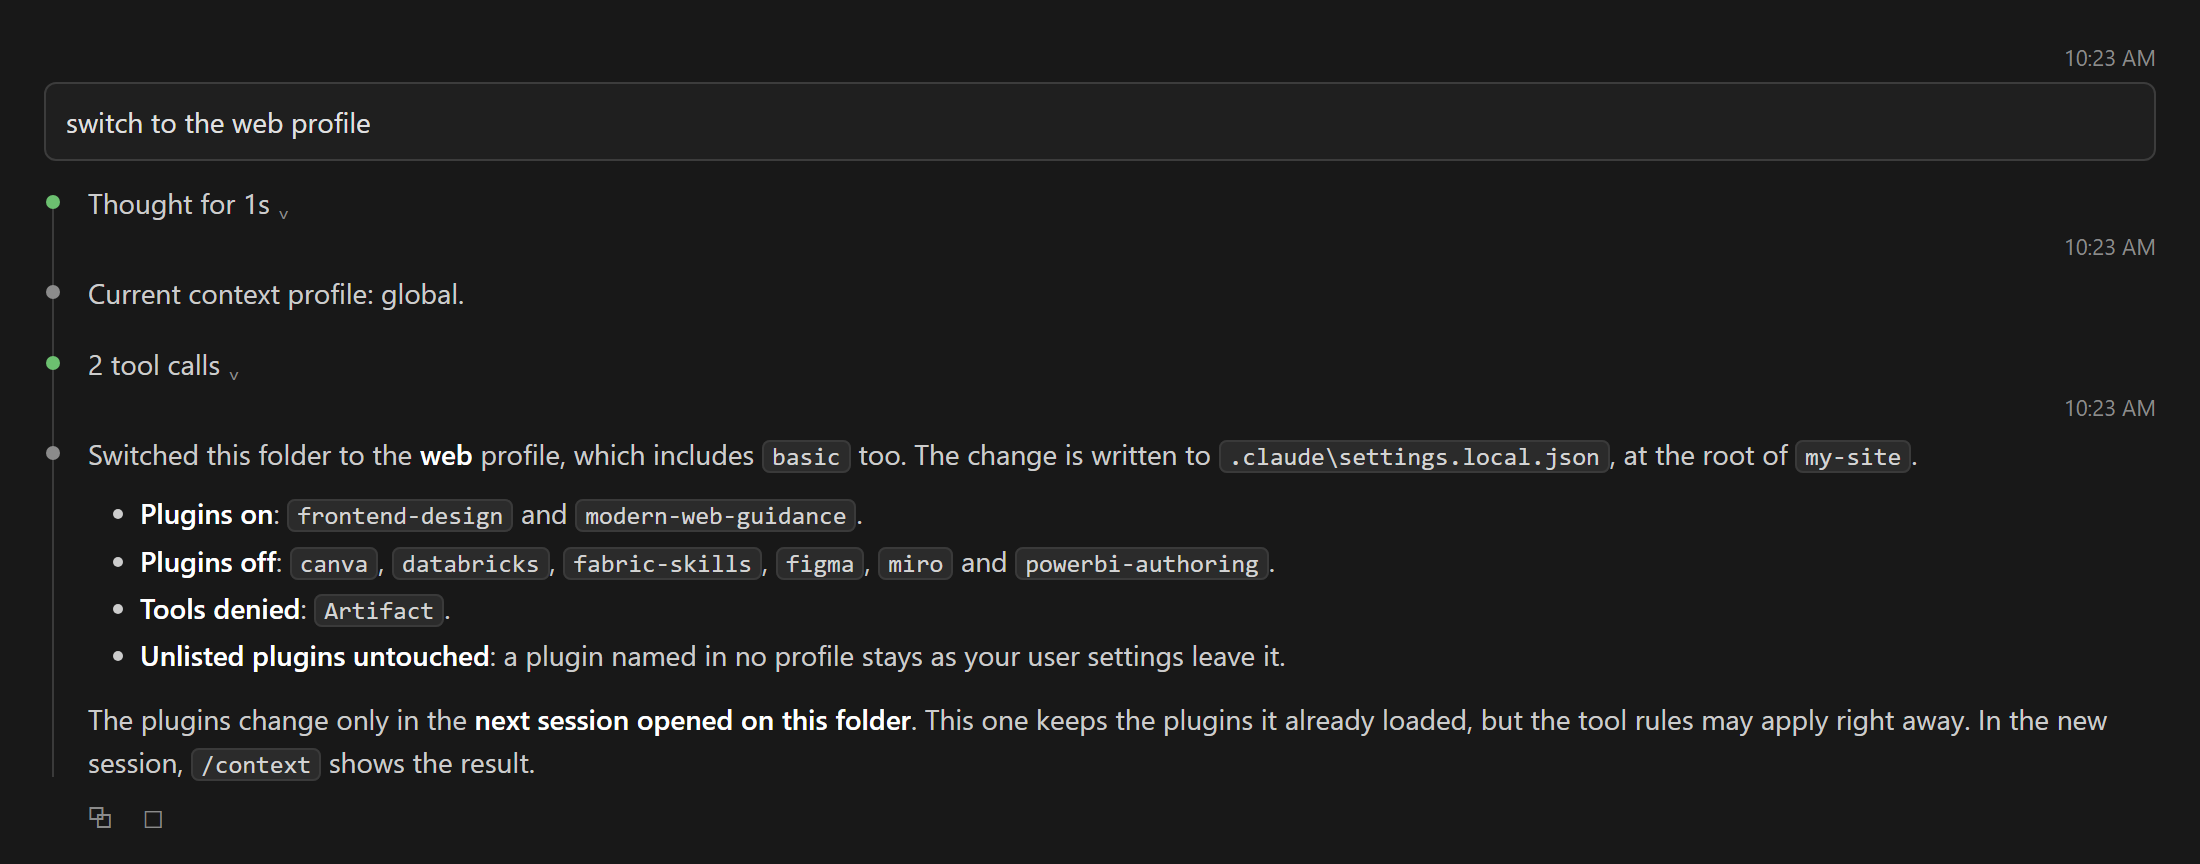 10:23 AM
switch to the web profile
Thought for 1s
10:23 AM
Current context profile: global.
2 tool calls
10:23 AM
Switched this folder to the web profile, which includes basic too. The change is written to .claude\settings.local.json, at the root of my-site.
Plugins on: frontend-design and modern-web-guidance.
Plugins off: canva, databricks, fabric-skills, figma, miro and powerbi-authoring.
Tools denied: Artifact.
Unlisted plugins untouched: a plugin named in no profile stays as your user settings leave it.
The plugins change only in the next session opened on this folder. This one keeps the plugins it already loaded, but the tool rules may apply right away. In the new
session, /context shows the result.